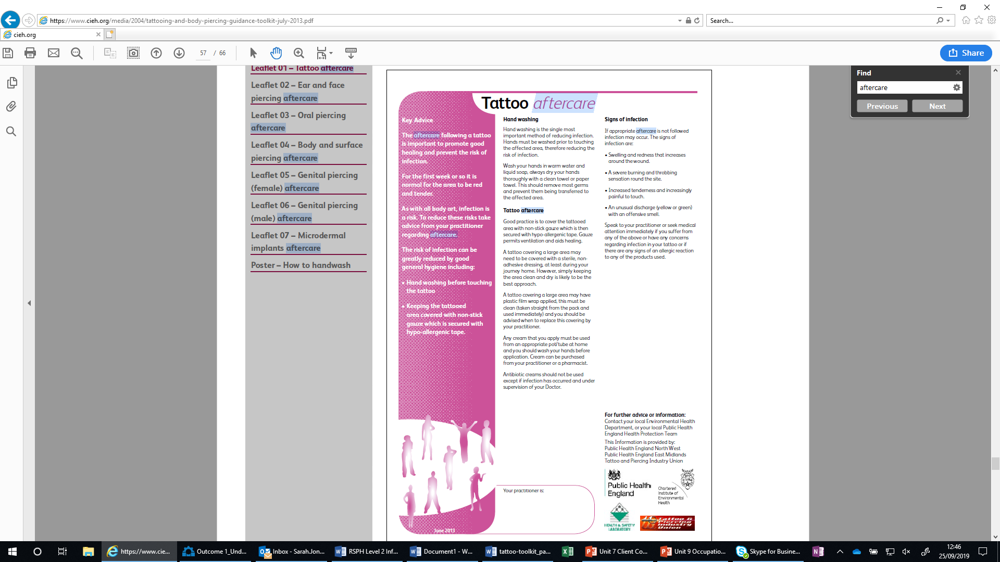 https://www.cieh.org/media/2004/tattooing-and-body-piercing-guidance-toolkit-july-2013.pdf
Search...
cieh.org
57 / 66
Share
Find
aftercare
Previous Next
Leaflet 01 – Tattoo aftercare
Leaflet 02 – Ear and face
piercing aftercare
Leaflet 03 – Oral piercing
aftercare
Leaflet 04 – Body and surface
piercing aftercare
Leaflet 05 – Genital piercing
(female) aftercare
Leaflet 06 – Genital piercing
(male) aftercare
Leaflet 07 – Microdermal
implants aftercare
Poster – How to handwash
Tattoo aftercare
Key Advice
The aftercare following a tattoo
is important to promote good
healing and prevent the risk of
infection.
For the first week or so it is
normal for the area to be red
and tender.
As with all body art, infection is
a risk. To reduce these risks take
advice from your practitioner
regarding aftercare.
The risk of infection can be
greatly reduced by good
general hygiene including:
• Hand washing before touching
the tattoo
• Keeping the tattooed
area covered with non-stick
gauze which is secured with
hypo-allergenic tape.
June 2013
Hand washing
Hand washing is the single most
important method of reducing infection.
Hands must be washed prior to touching
the affected area, therefore reducing the
risk of infection.
Wash your hands in warm water and
liquid soap, always dry your hands
thoroughly with a clean towel or paper
towel. This should remove most germs
and prevent them being transferred to
the affected area.
Tattoo aftercare
Good practice is to cover the tattooed
area with non-stick gauze which is then
secured with hypo-allergenic tape. Gauze
permits ventilation and aids healing.
A tattoo covering a large area may
need to be covered with a sterile, non-
adhesive dressing, at least during your
journey home. However, simply keeping
the area clean and dry is likely to be the
best approach.
A tattoo covering a large area may have
plastic film wrap applied, this must be
clean (taken straight from the pack and
used immediately) and you should be
advised when to replace this covering by
your practitioner.
Any cream that you apply must be used
from an appropriate pot/tube at home
and you should wash your hands before
application. Cream can be purchased
from your practitioner or a pharmacist.
Antibiotic creams should not be used
except if infection has occurred and under
supervision of your Doctor.
Your practitioner is:
Signs of infection
If appropriate aftercare is not followed
infection may occur. The signs of
infection are:
• Swelling and redness that increases
around the wound.
• A severe burning and throbbing
sensation round the site.
• Increased tenderness and increasingly
painful to touch.
• An unusual discharge (yellow or green)
with an offensive smell.
Speak to your practitioner or seek medical
attention immediately if you suffer from
any of the above or have any concerns
regarding infection in your tattoo or if
there are any signs of an allergic reaction
to any of the products used.
For further advice or information:
Contact your local Environmental Health
Department, or your local Public Health
England Health Protection Team
This Information is provided by:
Public Health England North West
Public Health England East Midlands
Tattoo and Piercing Industry Union
Public Health
England
Chartered
Institute of
Environmental
Health
HEALTH & SAFETY
LABORATORY
Tattoo &
Piercing
Industry
Union
https://www.cie...
Outcome 1_Und...
Inbox - SarahJon...
RSPH Level 2 Inf...
Document1 - W...
tattoo-toolkit_pa...
Unit 7 Client Co...
Unit 9 Occupatio...
Skype for Busine...
12:46
25/09/2019